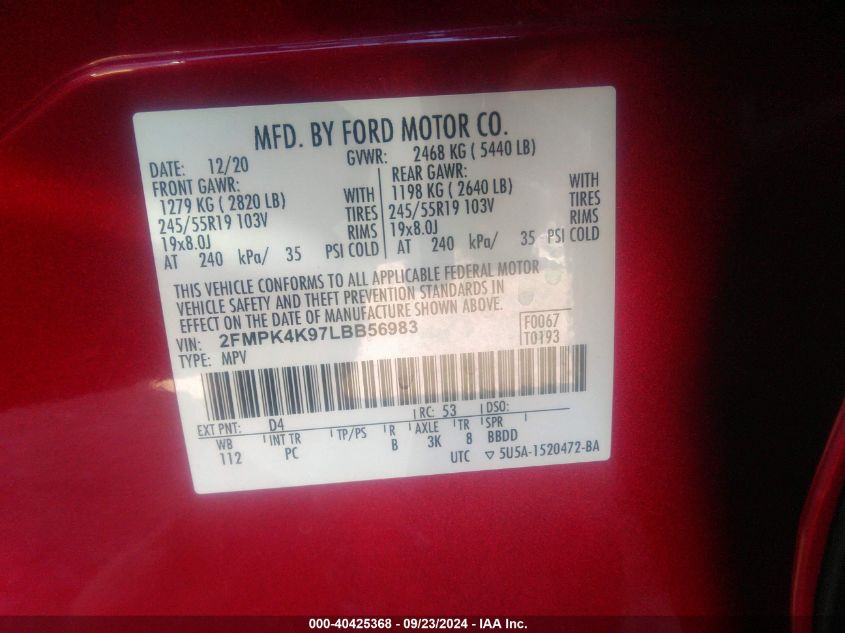 MFD. BY FORD MOTOR CO.
DATE: 12/20 GVWR: 2468 KG ( 5440 LB)
FRONT GAWR: REAR GAWR:
1279 KG ( 2820 LB) WITH 1198 KG ( 2640 LB) WITH
245/55R19 103V TIRES 245/55R19 103V TIRES
19x8.0J RIMS 19x8.0J RIMS
AT 240 kPa/ 35 PSI COLD AT 240 kPa/ 35 PSI COLD
THIS VEHICLE CONFORMS TO ALL APPLICABLE FEDERAL MOTOR
VEHICLE SAFETY AND THEFT PREVENTION STANDARDS IN
EFFECT ON THE DATE OF MANUFACTURE SHOWN ABOVE.
VIN: 2FMPK4K97LBB56983 F0067
TYPE: MPV T0193
EXT PNT: D4 RC: 53 DSO:
WB INT TR TP/PS R AXLE TR SPR
112 PC B 3K 8 BBDD
UTC ▽ 5U5A-1520472-BA
000-40425368 - 09/23/2024 - IAA Inc.